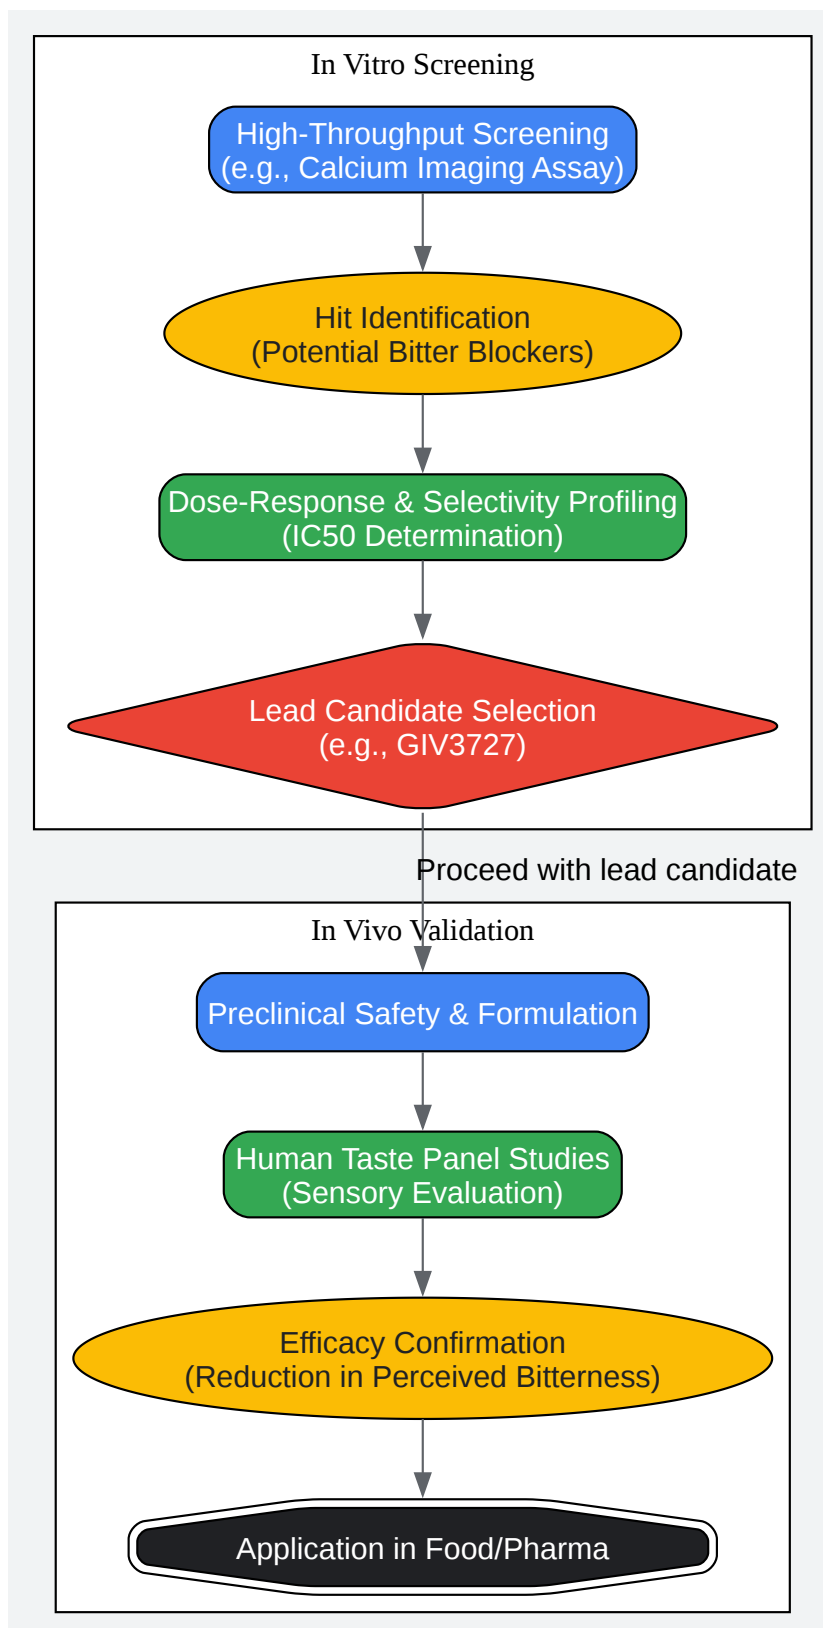 In Vitro Screening
High-Throughput Screening
(e.g., Calcium Imaging Assay)
Hit Identification
(Potential Bitter Blockers)
Dose-Response & Selectivity Profiling
(IC50 Determination)
Lead Candidate Selection
(e.g., GIV3727)
Proceed with lead candidate
In Vivo Validation
Preclinical Safety & Formulation
Human Taste Panel Studies
(Sensory Evaluation)
Efficacy Confirmation
(Reduction in Perceived Bitterness)
Application in Food/Pharma